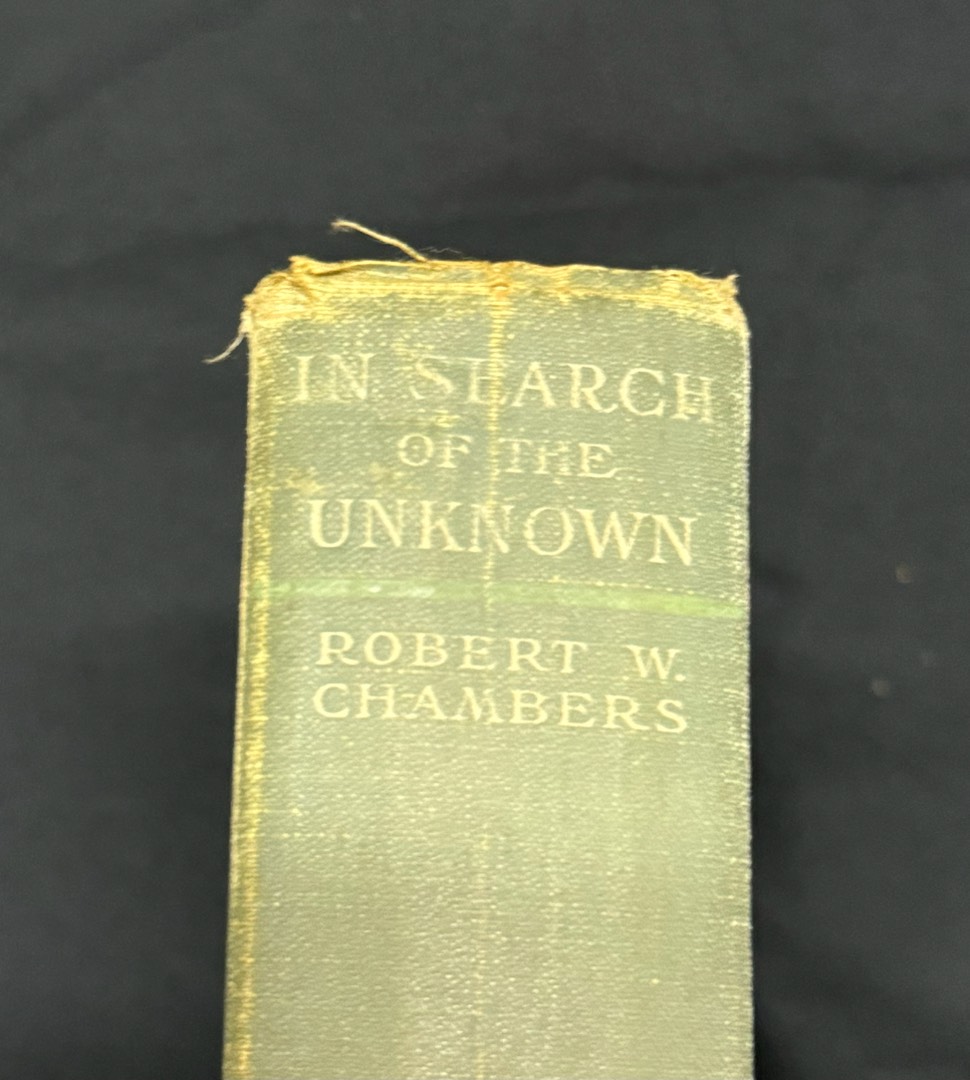 IN SEARCH
OF THE
UNKNOWN
ROBERT W.
CHAMBERS